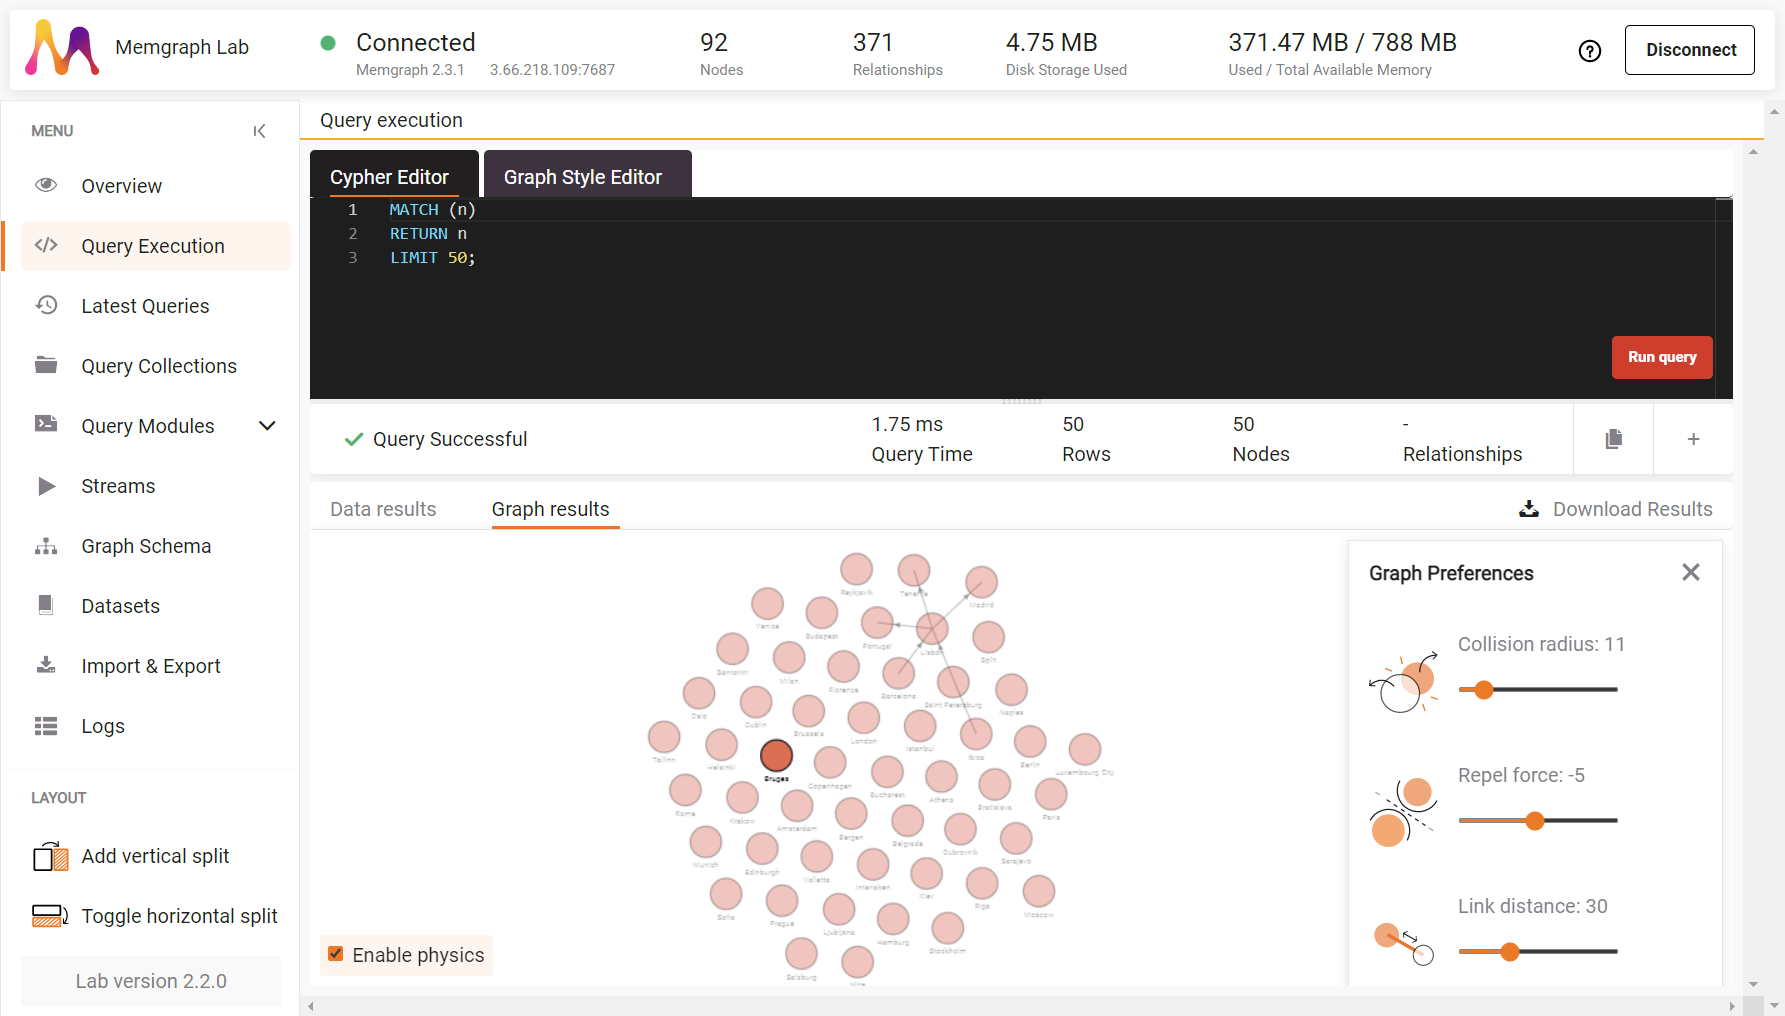 Memgraph Lab
Connected
Memgraph 2.3.1 3.66.218.109:7687
92
Nodes
371
Relationships
4.75 MB
Disk Storage Used
371.47 MB / 788 MB
Used / Total Available Memory
Disconnect
MENU
Overview
Query Execution
Latest Queries
Query Collections
Query Modules
Streams
Graph Schema
Datasets
Import & Export
Logs
LAYOUT
Add vertical split
Toggle horizontal split
Lab version 2.2.0
Query execution
Cypher Editor
Graph Style Editor
1 MATCH (n)
2 RETURN n
3 LIMIT 50;
Run query
Query Successful
1.75 ms
Query Time
50
Rows
50
Nodes
-
Relationships
Data results
Graph results
Download Results
Reykjavik
Tenerife
Madrid
Venice
Budapest
Portugal
Lisbon
Split
Santorini
Milan
Florence
Barcelona
Saint Petersburg
Naples
Oslo
Dublin
Brussels
London
Istanbul
Ibiza
Berlin
Luxembourg City
Tallinn
Helsinki
Bruges
Copenhagen
Bucharest
Athens
Bratislava
Paris
Rome
Krakow
Amsterdam
Bergen
Belgrade
Dubrovnik
Sarajevo
Munich
Edinburgh
Valletta
Interlaken
Kiev
Riga
Moscow
Sofia
Prague
Ljubljana
Hamburg
Stockholm
Salzburg
Enable physics
Graph Preferences
Collision radius: 11
Repel force: -5
Link distance: 30